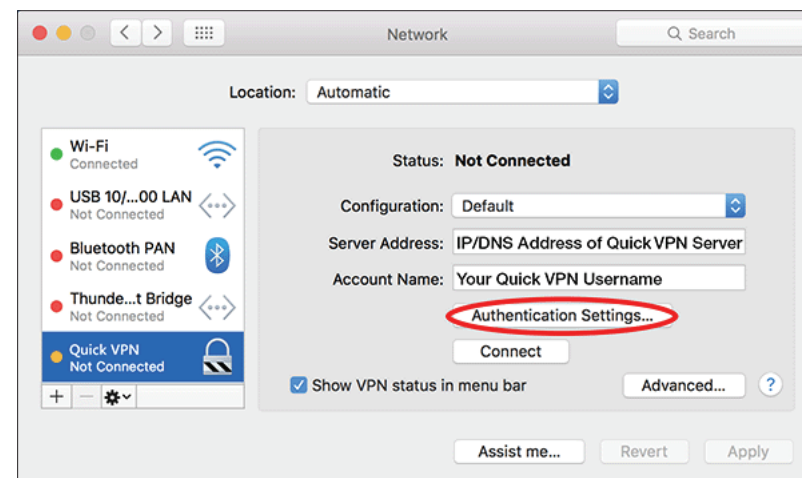 Network
Search
Location: Automatic
Wi-Fi
Connected
USB 10/...00 LAN
Not Connected
Bluetooth PAN
Not Connected
Thunde...t Bridge
Not Connected
Quick VPN
Not Connected
Status: Not Connected
Configuration: Default
Server Address: IP/DNS Address of Quick VPN Server
Account Name: Your Quick VPN Username
Authentication Settings...
Connect
Show VPN status in menu bar
Advanced... ?
Assist me... Revert Apply